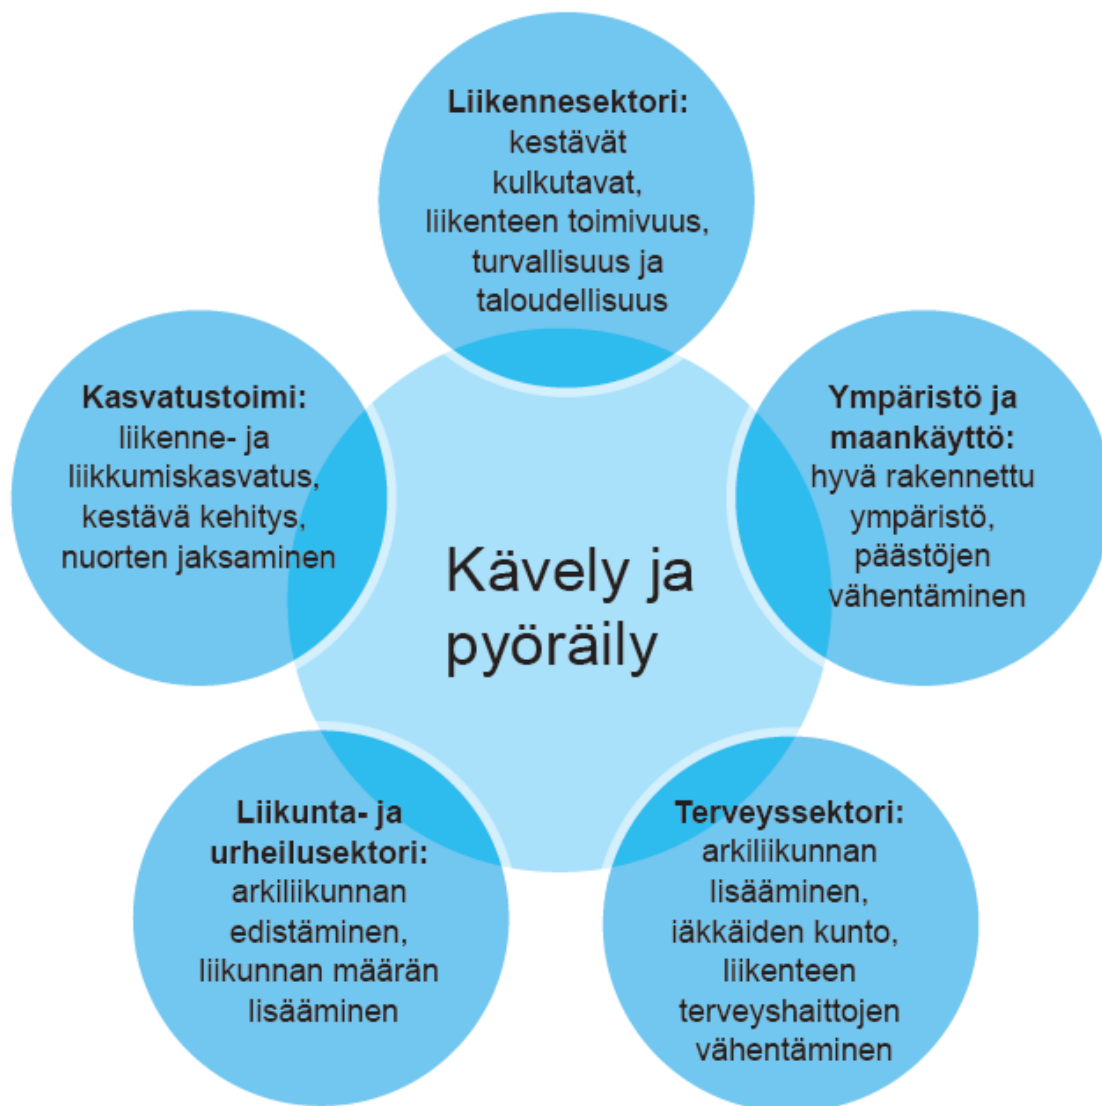 Liikennesektori:
kestävät
kulkutavat,
liikenteen toimivuus,
turvallisuus ja
taloudellisuus
Kasvatustoimi:
liikenne- ja
liikkumiskasvatus,
kestävä kehitys,
nuorten jaksaminen
Ympäristö ja
maankäyttö:
hyvä rakennettu
ympäristö,
päästöjen
vähentäminen
Kävely ja
pyöräily
Liikunta- ja
urheilusektori:
arkiliikunnan
edistäminen,
liikunnan määrän
lisääminen
Terveyssektori:
arkiliikunnan
lisääminen,
iäkkäiden kunto,
liikenteen
terveyshaittojen
vähentäminen